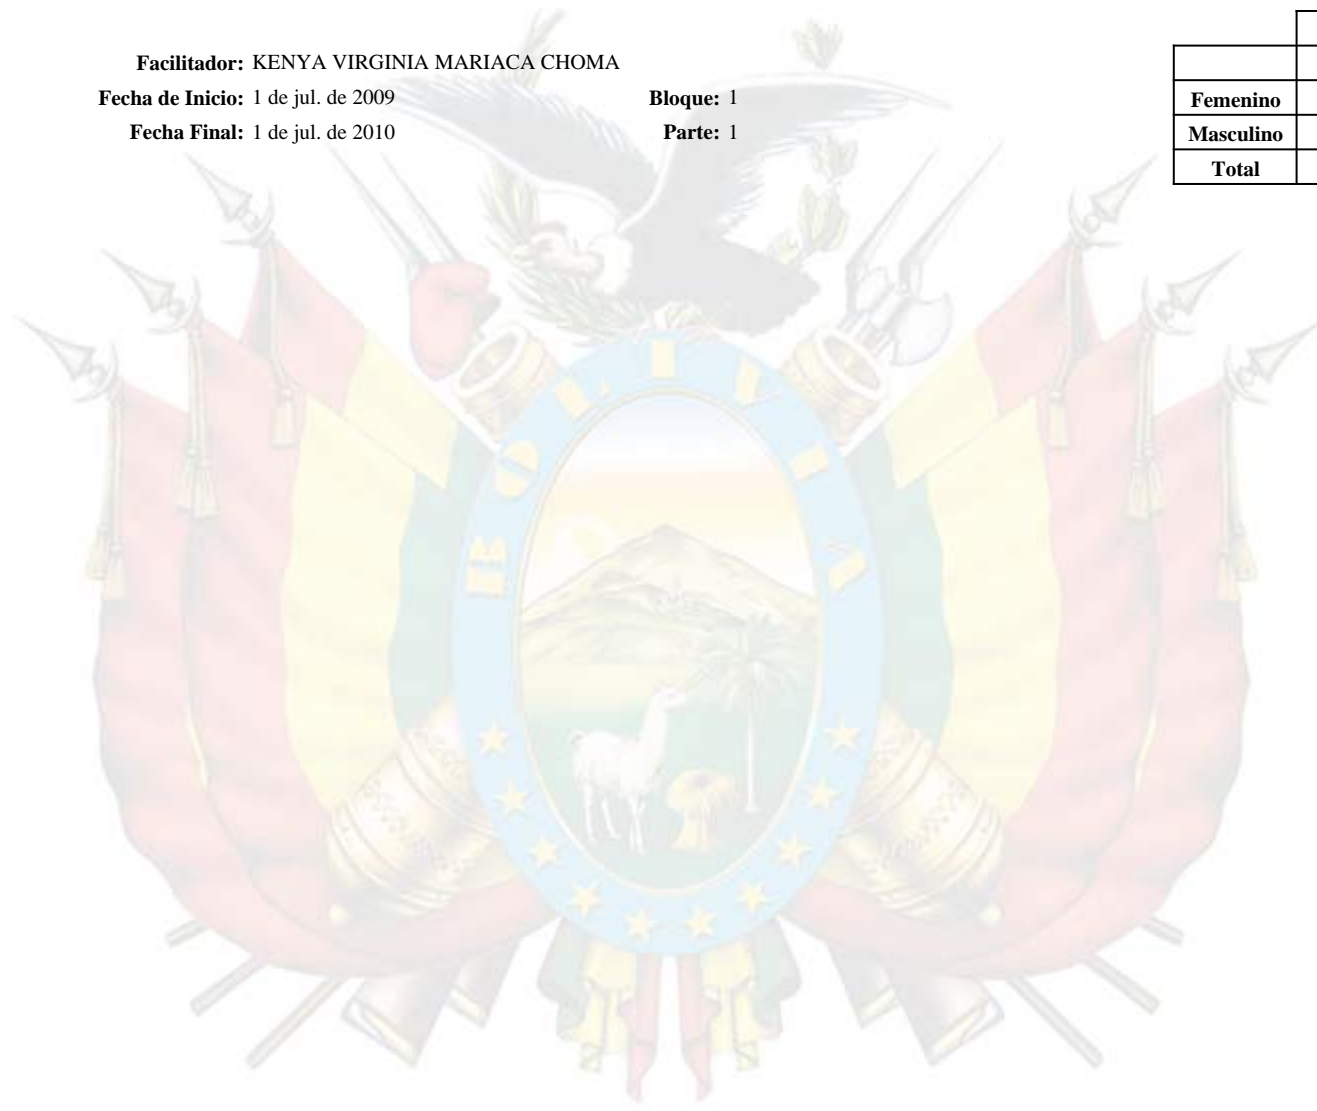 Facilitador: KENYA VIRGINIA MARIACA CHOMA
Fecha de Inicio: 1 de jul. de 2009 Bloque: 1
Fecha Final: 1 de jul. de 2010 Parte: 1
Femenino
Masculino
Total
BOLIVIA